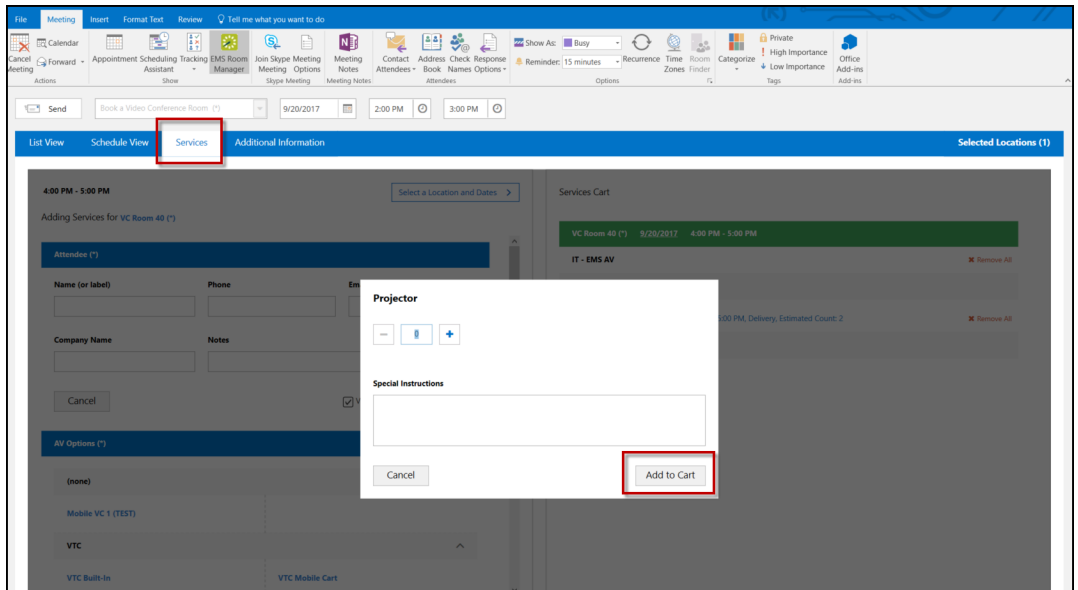 File Meeting Insert Format Text Review Tell me what you want to do
Calendar
Forward
Cancel Meeting
Actions
Appointment Scheduling Assistant Tracking EMS Room Manager
Show
Join Skype Meeting Meeting Options
Skype Meeting
Meeting Notes
Meeting Notes
Contact Attendees Address Book Check Names Response Options
Attendees
Show As: Busy
Reminder: 15 minutes
Recurrence Time Zones Room Finder
Options
Categorize
Private
High Importance
Low Importance
Tags
Office Add-ins
Add-ins
Send Book a Video Conference Room (*) 9/20/2017 2:00 PM 3:00 PM
List View Schedule View Services Additional Information Selected Locations (1)
4:00 PM - 5:00 PM Select a Location and Dates
Adding Services for VC Room 40 (*)
Attendee (*)
Name (or label) Phone Em
Company Name Notes
Cancel V
AV Options (*)
(none)
Mobile VC 1 (TEST)
VTC
VTC Built-In VTC Mobile Cart
Services Cart
VC Room 40 (*) 9/20/2017 4:00 PM - 5:00 PM
IT - EMS AV Remove All
5:00 PM, Delivery, Estimated Count: 2 Remove All
Projector
0
Special Instructions
Cancel Add to Cart